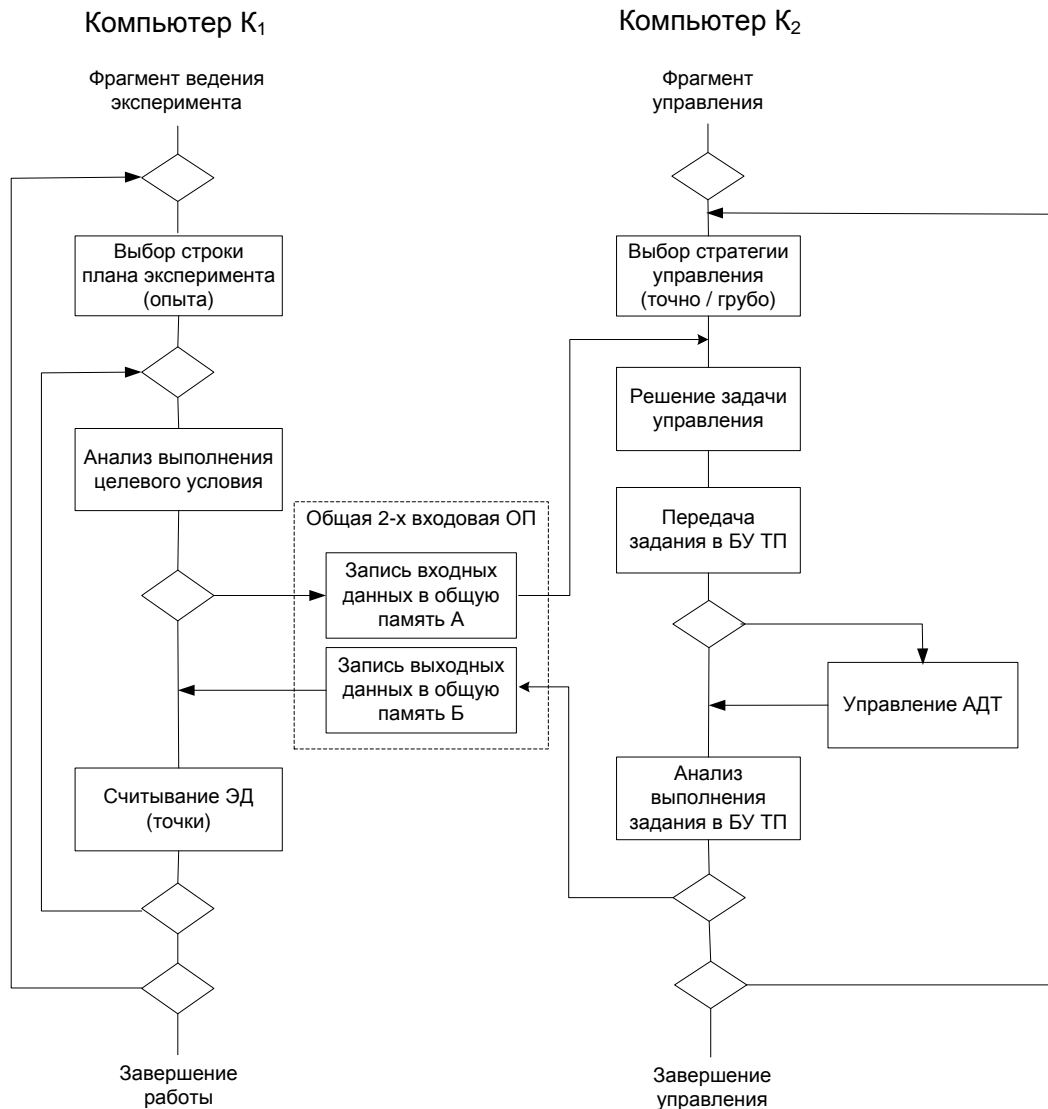 Компьютер К1
Фрагмент ведения
эксперимента
Выбор строки
плана эксперимента
(опыта)
Анализ выполнения
целевого условия
Общая 2-х входовая ОП
Запись входных
данных в общую
память А
Запись выходных
данных в общую
память Б
Считывание ЭД
(точки)
Завершение
работы
Компьютер К2
Фрагмент
управления
Выбор стратегии
управления
(точно / грубо)
Решение задачи
управления
Передача
задания в БУ ТП
Управление АДТ
Анализ
выполнения
задания в БУ ТП
Завершение
управления